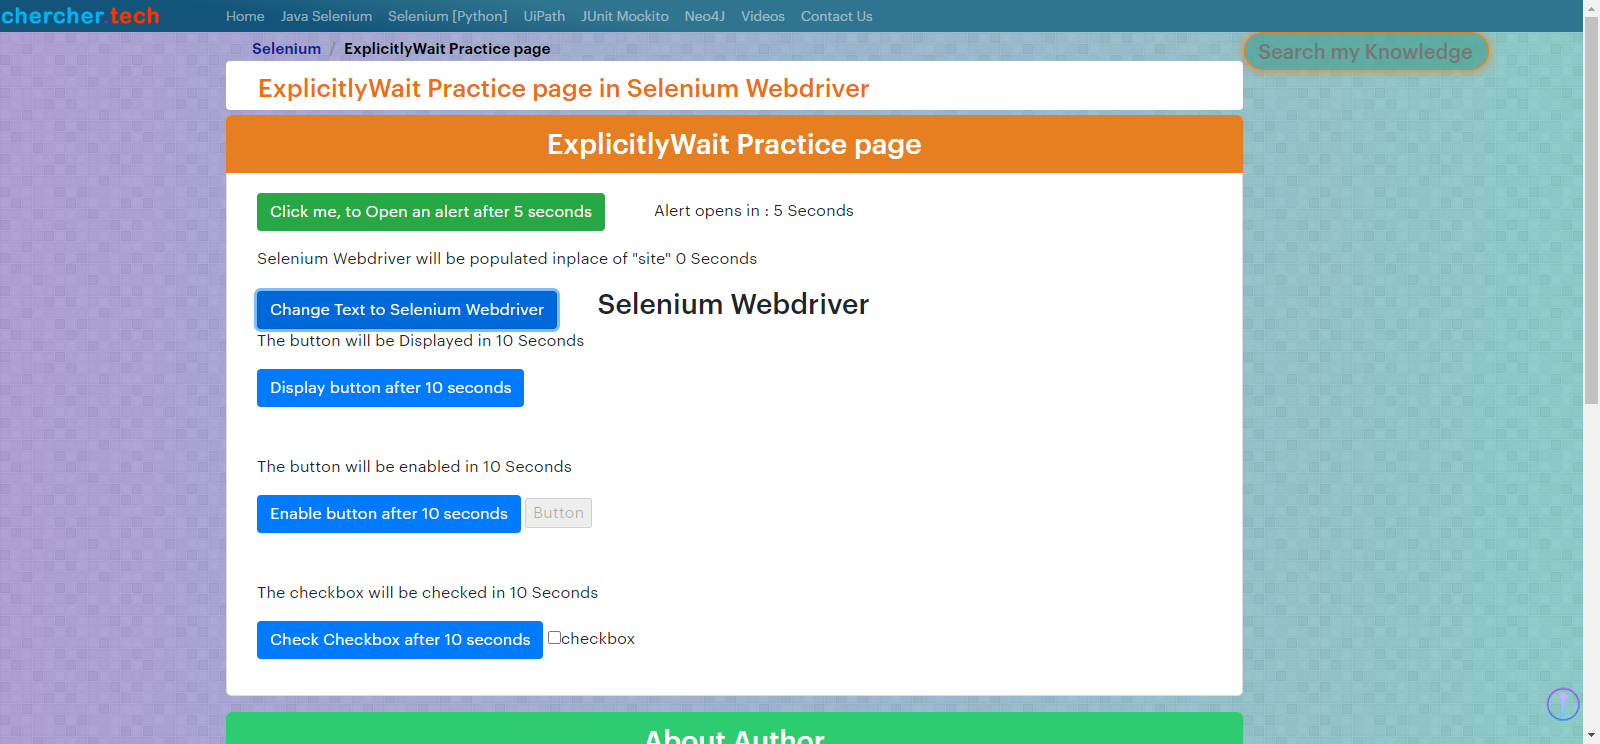 chercher.tech Home Java Selenium Selenium [Python] UiPath JUnit Mockito Neo4J Videos Contact Us
Selenium / ExplicitlyWait Practice page
Search my Knowledge
ExplicitlyWait Practice page in Selenium Webdriver
ExplicitlyWait Practice page
Click me, to Open an alert after 5 seconds Alert opens in : 5 Seconds
Selenium Webdriver will be populated inplace of "site" 0 Seconds
Change Text to Selenium Webdriver Selenium Webdriver
The button will be Displayed in 10 Seconds
Display button after 10 seconds
The button will be enabled in 10 Seconds
Enable button after 10 seconds Button
The checkbox will be checked in 10 Seconds
Check Checkbox after 10 seconds checkbox
About Author